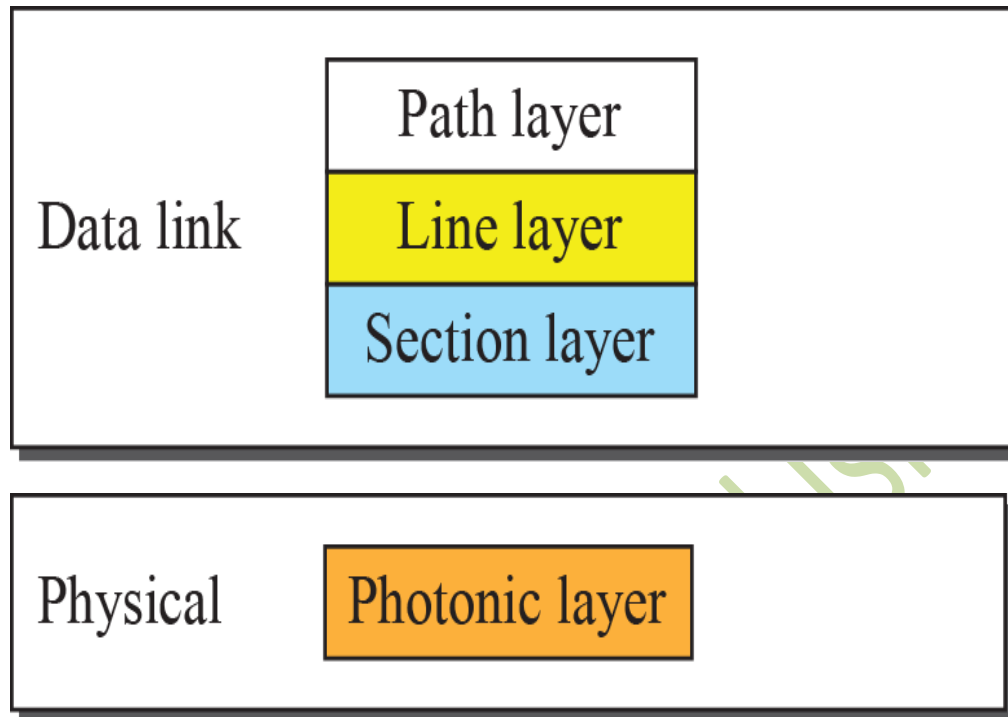 Path layer
Data link
Line layer
Section layer
Physical
Photonic layer